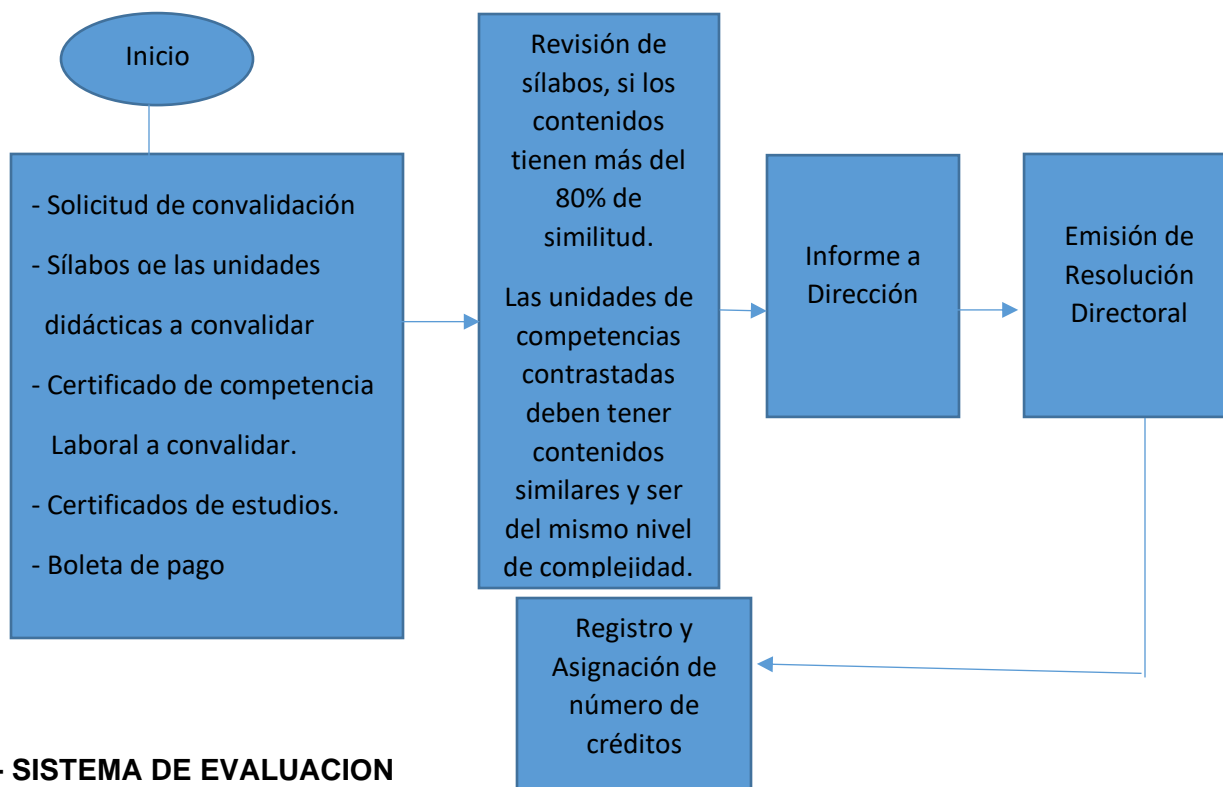 Inicio
- Solicitud de convalidación
- Sílabos de las unidades
didácticas a convalidar
- Certificado de competencia
Laboral a convalidar.
- Certificados de estudios.
- Boleta de pago
Revisión de
sílabos, si los
contenidos
tienen más del
80% de
similitud.
Las unidades de
competencias
contrastadas
deben tener
contenidos
similares y ser
del mismo nivel
de complejidad.
Informe a
Dirección
Emisión de
Resolución
Directoral
Registro y
Asignación de
número de
créditos
- SISTEMA DE EVALUACION